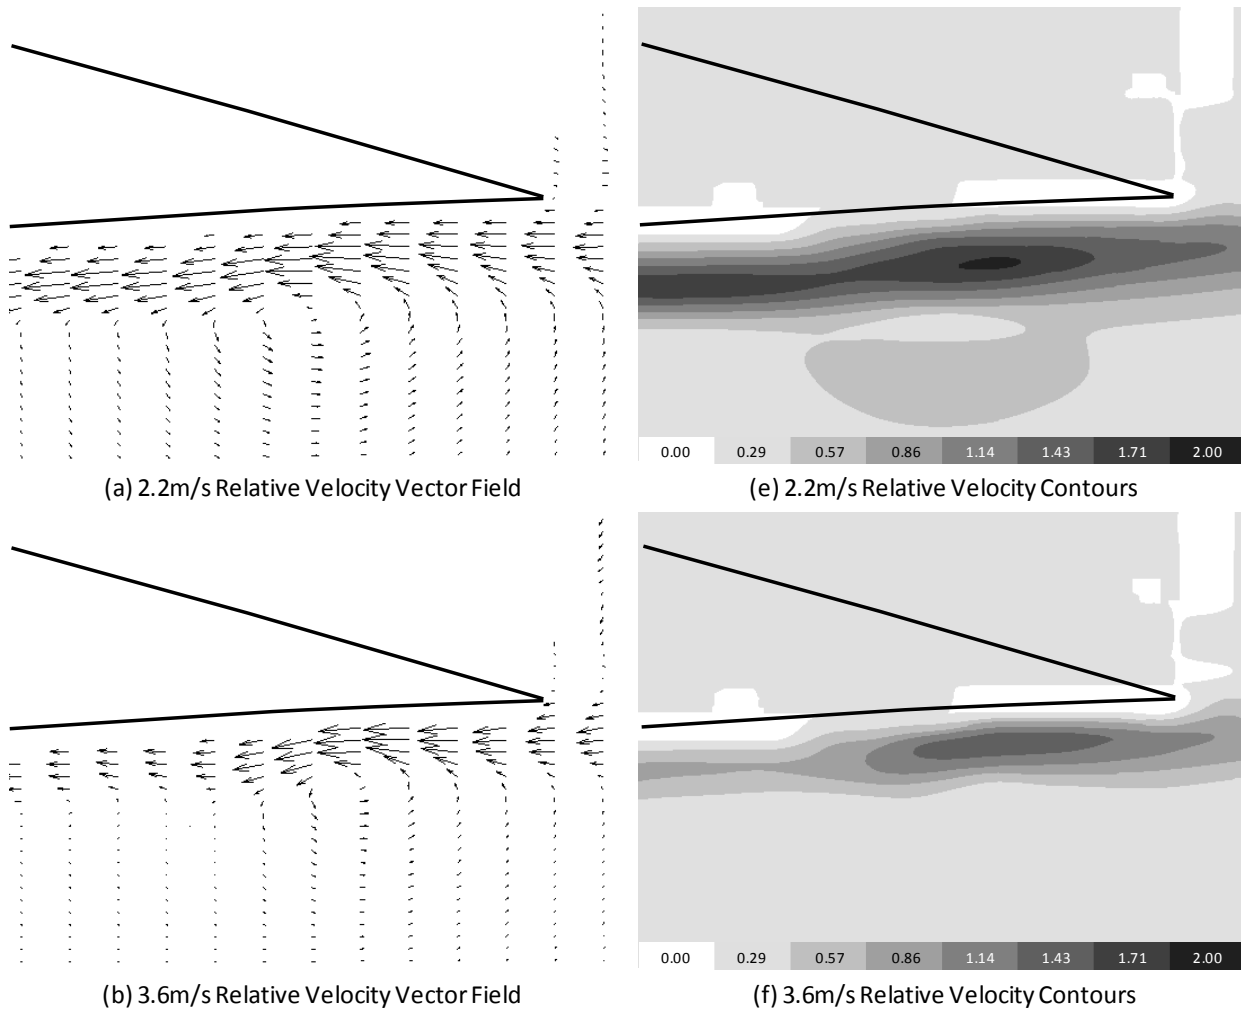 0.00 0.29 0.57 0.86 1.14 1.43 1.71 2.00
(a) 2.2m/s Relative Velocity Vector Field
(e) 2.2m/s Relative Velocity Contours
0.00 0.29 0.57 0.86 1.14 1.43 1.71 2.00
(b) 3.6m/s Relative Velocity Vector Field
(f) 3.6m/s Relative Velocity Contours